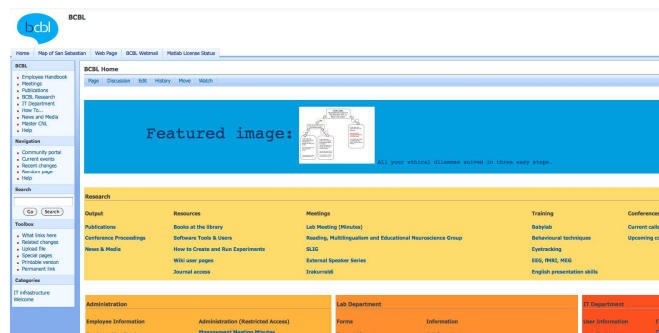 bcbl
BCBL
Home Map of San Sebastian Web Page BCBL Webmail Matlab License Status
BCBL
Employee Handbook
Meetings
Publications
BCBL Research
IT Department
How To...
News and Media
Master CNL
Help
Navigation
Community portal
Current events
Recent changes
Random page
Help
Search
Go Search
Toolbox
What links here
Related changes
Upload file
Special pages
Printable version
Permanent link
Categories
IT infrastructure
Welcome
BCBL Home
Page Discussion Edit History Move Watch
Featured image:
All your ethical dilemmas solved in three easy steps.
Research
Output Resources Meetings Training Conferences
Publications Books at the library Lab Meeting (Minutes) Babylab Current calls
Conference Proceedings Software Tools & Users Reading, Multilingualism and Educational Neuroscience Group Behavioural techniques Upcoming
News & Media How to Create and Run Experiments SLIG Eyetracking
Wiki user pages External Speaker Series EEG, fMRI, MEG
Journal access Irakurroké English presentation skills
Administration Lab Department IT Department
Employee Information Administration (Restricted Access) Forms Information User Information
Management Meeting Minutes